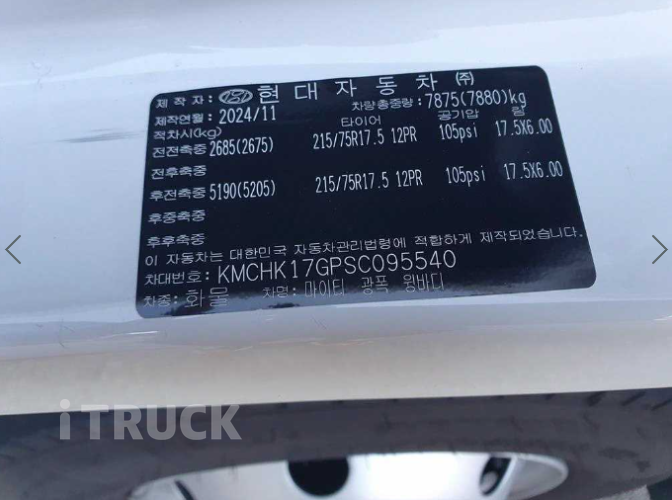 제작자: 현대자동차 ㈜
제작연월: 2024/11 차량총중량: 7875(7880)kg
적차시(kg) 타이어 공기압 림
전전축중 2685(2675) 215/75R17.5 12PR 105psi 17.5X6.00
전후축중
후전축중 5190(5205) 215/75R17.5 12PR 105psi 17.5X6.00
후중축중
후후축중
이 자동차는 대한민국 자동차관리법령에 적합하게 제작되었습니다.
차대번호: KMCHK17GPSC095540
차종: 화물 차명: 마이티 광폭 윙바디
iTRUCK